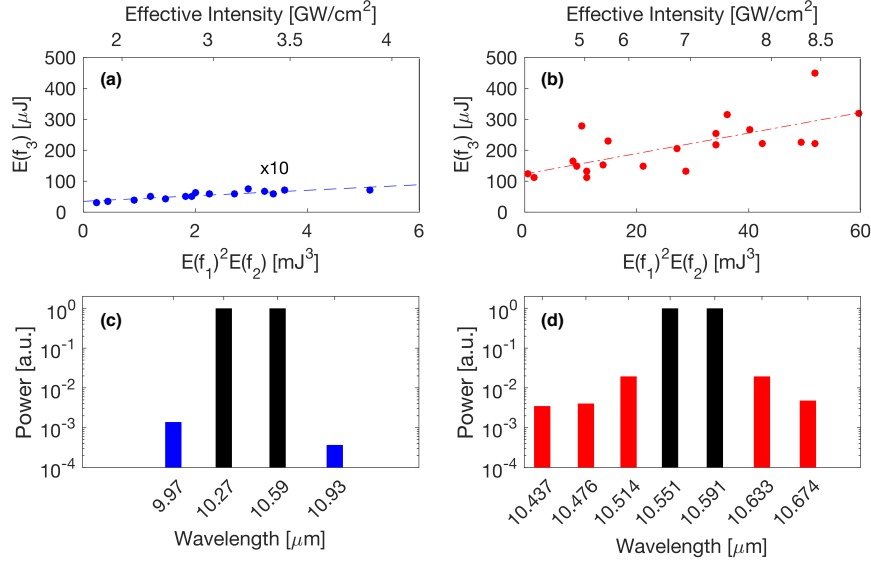 Effective Intensity [GW/cm²]
2 3 3.5 4
(a)
500
400
300
200
100
0
E(f₃) [μJ]
x10
0 2 4 6
E(f₁)²E(f₂) [mJ³]
Effective Intensity [GW/cm²]
5 6 7 8 8.5
(b)
500
400
300
200
100
0
E(f₃) [μJ]
0 20 40 60
E(f₁)²E(f₂) [mJ³]
(c)
10⁰
10⁻¹
10⁻²
10⁻³
10⁻⁴
Power [a.u.]
9.97 10.27 10.59 10.93
Wavelength [μm]
(d)
10⁰
10⁻¹
10⁻²
10⁻³
10⁻⁴
Power [a.u.]
10.437 10.476 10.514 10.551 10.591 10.633 10.674
Wavelength [μm]